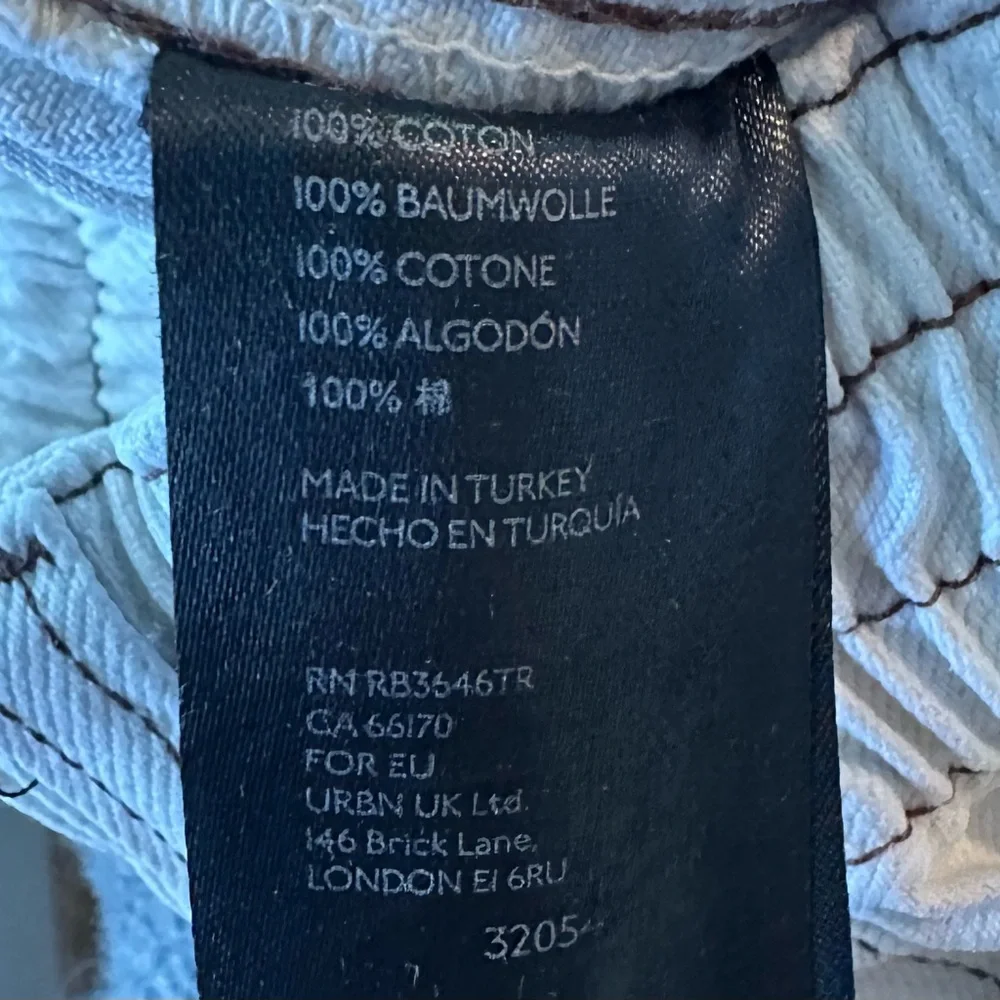 100% COTON
100% BAUMWOLLE
100% COTONE
100% ALGODÓN
100% 棉
MADE IN TURKEY
HECHO EN TURQUÍA
RN RB3646TR
CA 66170
FOR EU
URBN UK Ltd.
146 Brick Lane,
LONDON E1 6RU
3205